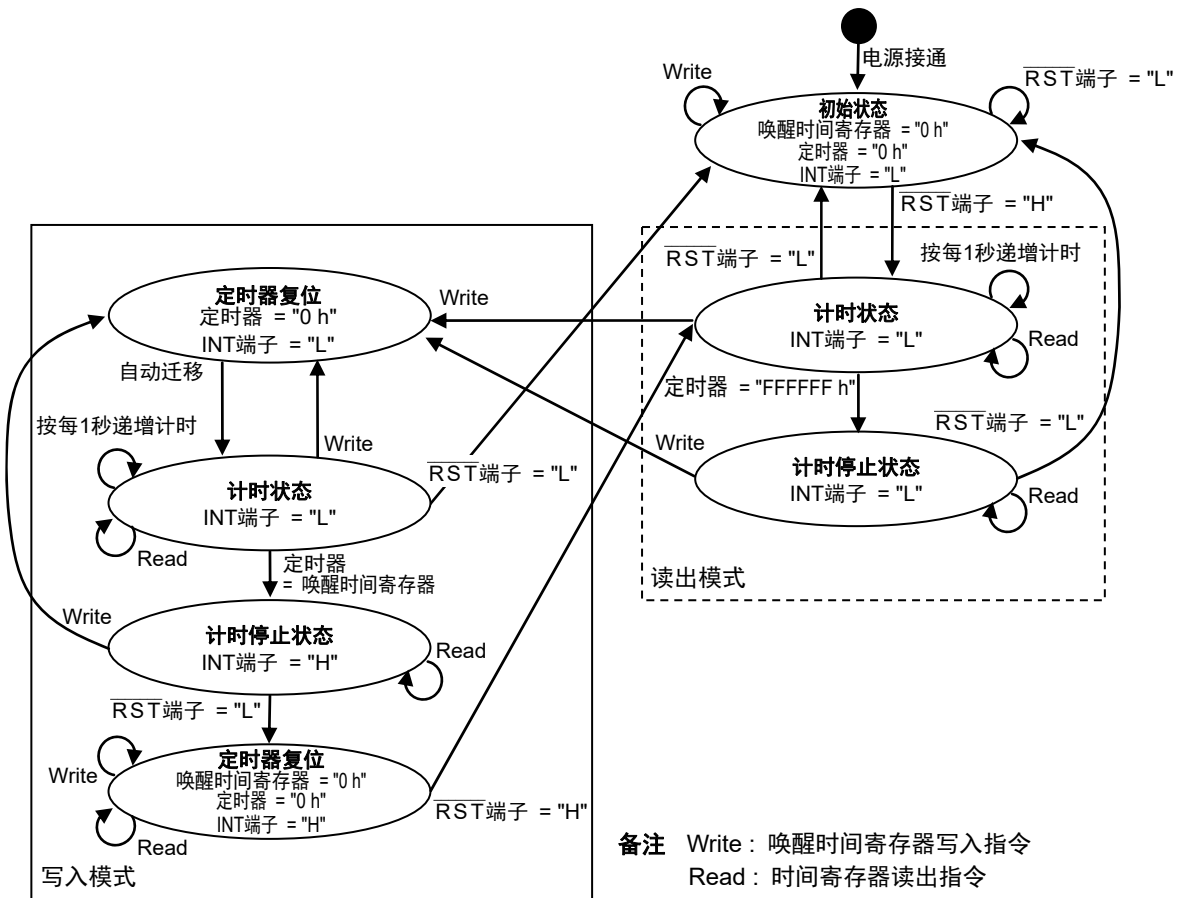 电源接通
Write
RST端子 = "L"
初始状态
唤醒时间寄存器 = "0 h"
定时器 = "0 h"
INT端子 = "L"
RST端子 = "H"
RST端子 = "L"
按每1秒递增计时
计时状态
INT端子 = "L"
Read
定时器 = "FFFFFF h"
RST端子 = "L"
Write
计时停止状态
INT端子 = "L"
Read
读出模式
定时器复位
定时器 = "0 h"
INT端子 = "L"
Write
自动迁移
按每1秒递增计时
Write
RST端子 = "L"
计时状态
INT端子 = "L"
Read
定时器
= 唤醒时间寄存器
Write
计时停止状态
INT端子 = "H"
Read
RST端子 = "L"
定时器复位
唤醒时间寄存器 = "0 h"
定时器 = "0 h"
INT端子 = "H"
Write
Read
RST端子 = "H"
写入模式
备注 Write : 唤醒时间寄存器写入指令
Read : 时间寄存器读出指令